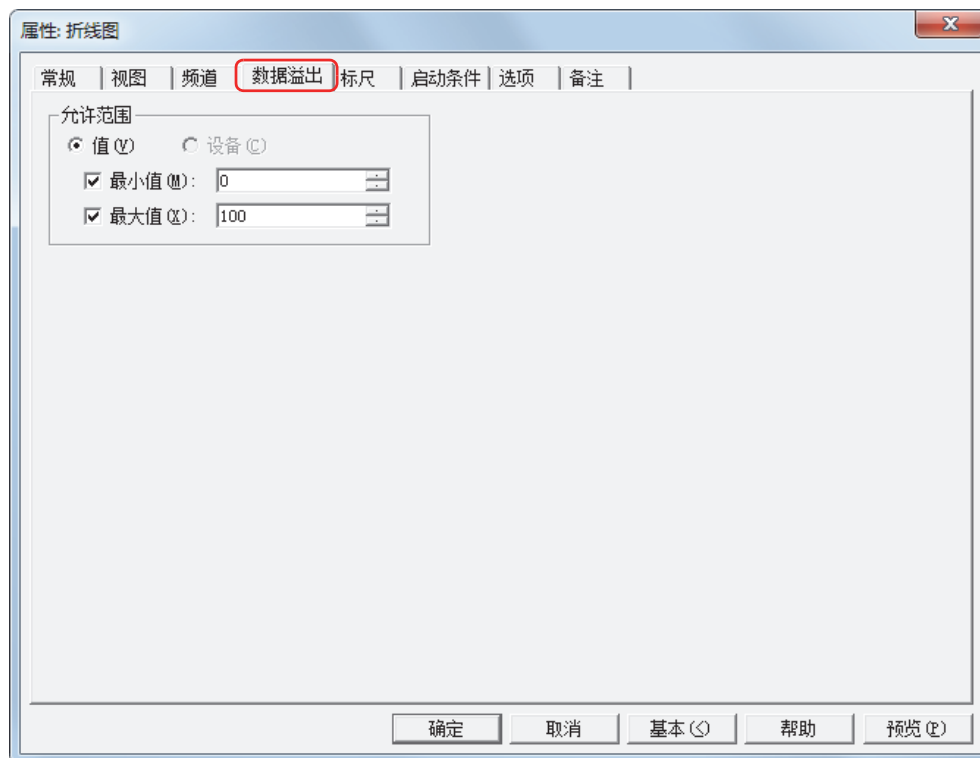 属性: 折线图
常规 视图 频道 数据溢出 标尺 启动条件 选项 备注
允许范围
值(V) 设备(C)
最小值(M): 0
最大值(X): 100
确定 取消 基本(<) 帮助 预览(P)